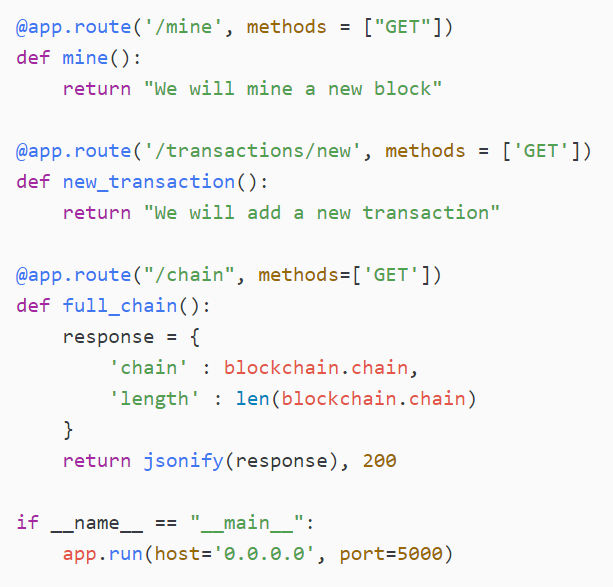 @app.route('/mine', methods = ["GET"])
def mine():
    return "We will mine a new block"

@app.route('/transactions/new', methods = ['GET'])
def new_transaction():
    return "We will add a new transaction"

@app.route("/chain", methods=['GET'])
def full_chain():
    response = {
        'chain' : blockchain.chain,
        'length' : len(blockchain.chain)
    }
    return jsonify(response), 200

if __name__ == "__main__":
    app.run(host='0.0.0.0', port=5000)